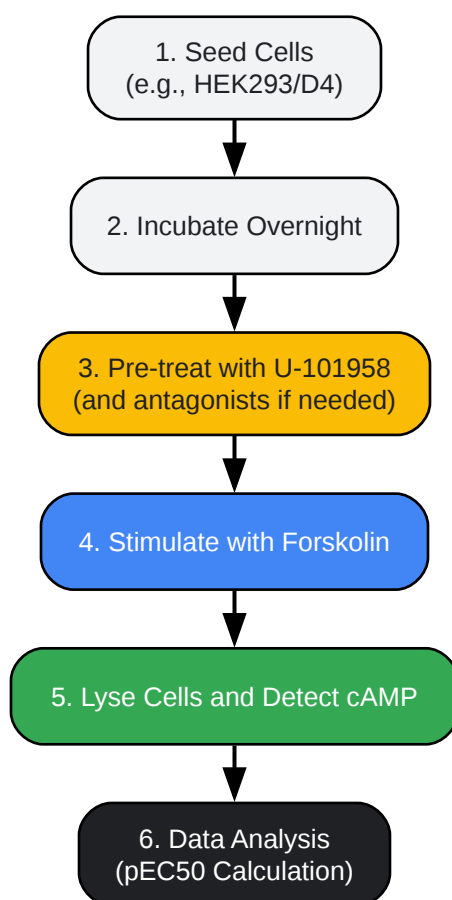 1. Seed Cells
(e.g., HEK293/D4)
2. Incubate Overnight
3. Pre-treat with U-101958
(and antagonists if needed)
4. Stimulate with Forskolin
5. Lyse Cells and Detect cAMP
6. Data Analysis
(pEC50 Calculation)